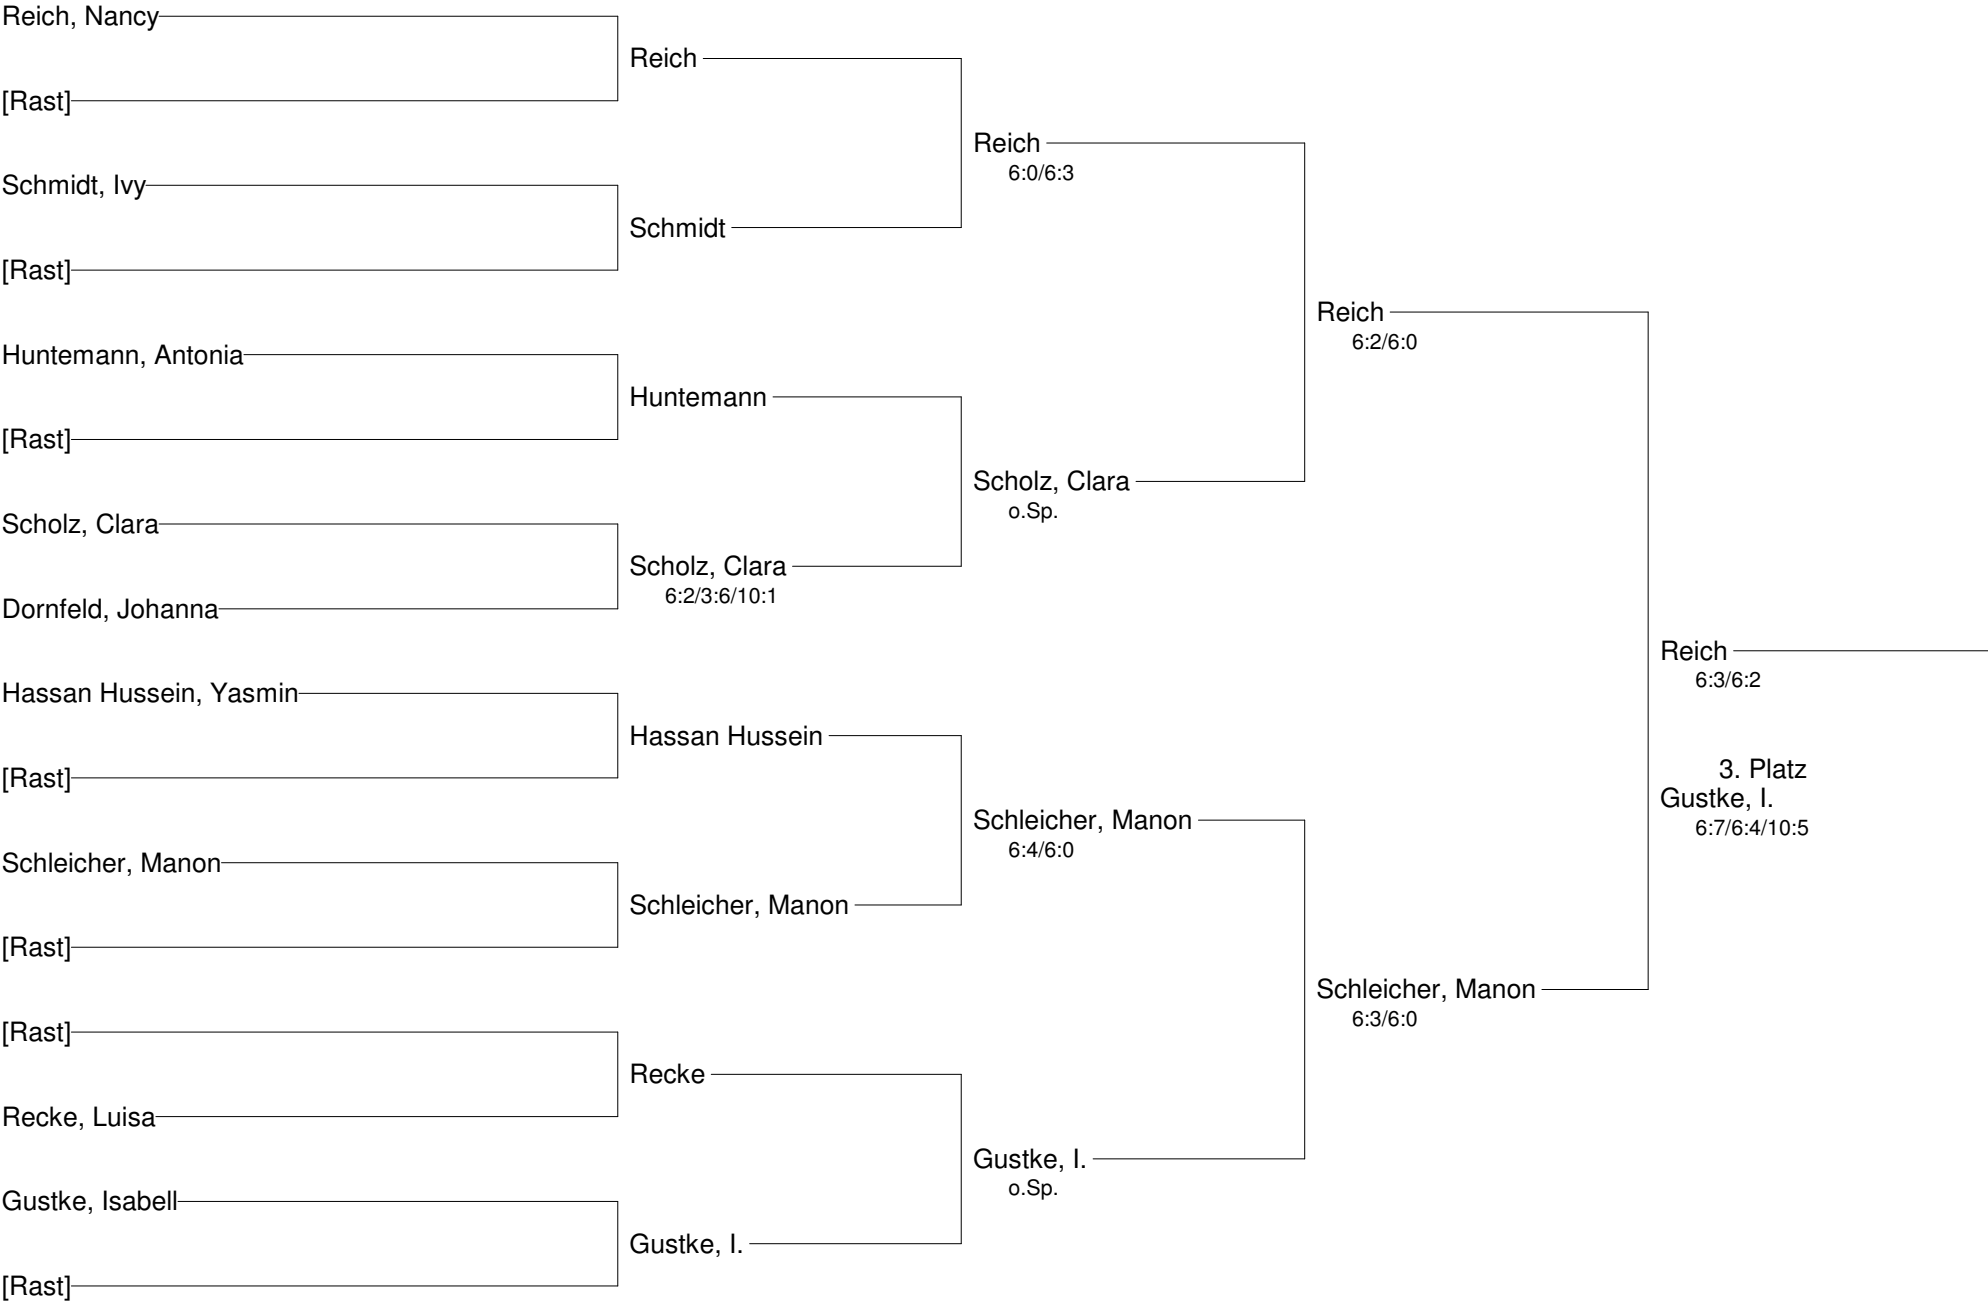 Reich, Nancy
[Rast]
Schmidt, Ivy
[Rast]
Huntemann, Antonia
[Rast]
Scholz, Clara
Dornfeld, Johanna
Hassan Hussein, Yasmin
[Rast]
Schleicher, Manon
[Rast]
[Rast]
Recke, Luisa
Gustke, Isabell
[Rast]
Reich
Schmidt
Huntemann
Scholz, Clara
6:2/3:6/10:1
Hassan Hussein
Schleicher, Manon
Recke
Gustke, I.
Reich
6:0/6:3
Scholz, Clara
o.Sp.
Schleicher, Manon
6:4/6:0
Gustke, I.
o.Sp.
Reich
6:2/6:0
Schleicher, Manon
6:3/6:0
Reich
6:3/6:2
3. Platz
Gustke, I.
6:7/6:4/10:5